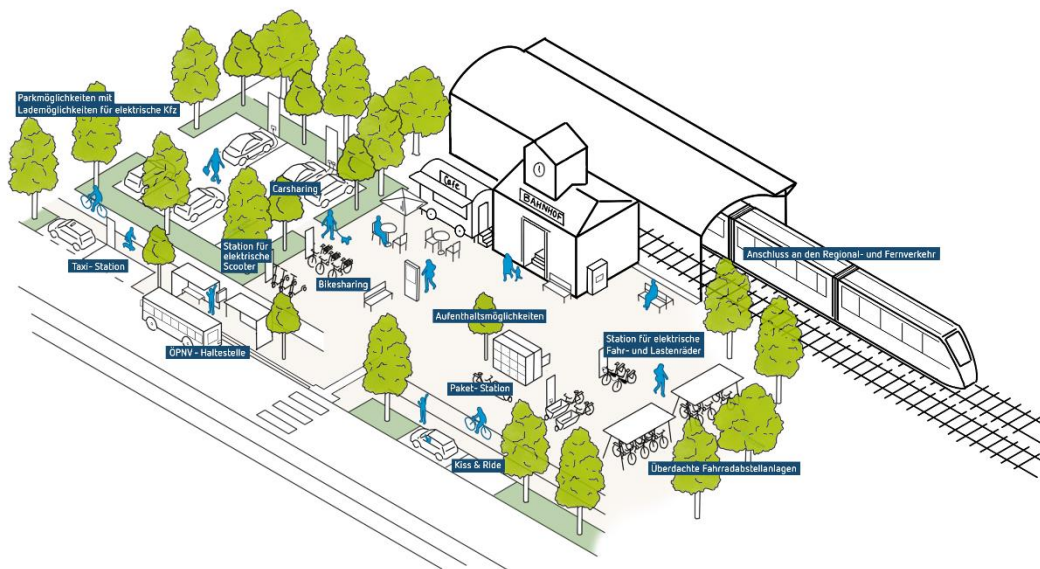 Parkmöglichkeiten mit
Lademöglichkeiten für elektrische Kfz
Carsharing
Cafe
BAHNHOF
Taxi- Station
Station für
elektrische
Scooter
Bikesharing
Anschluss an den Regional- und Fernverkehr
Aufenthaltsmöglichkeiten
ÖPNV - Haltestelle
Station für elektrische
Fahr- und Lastenräder
Paket- Station
Kiss & Ride
Überdachte Fahrradabstellanlagen